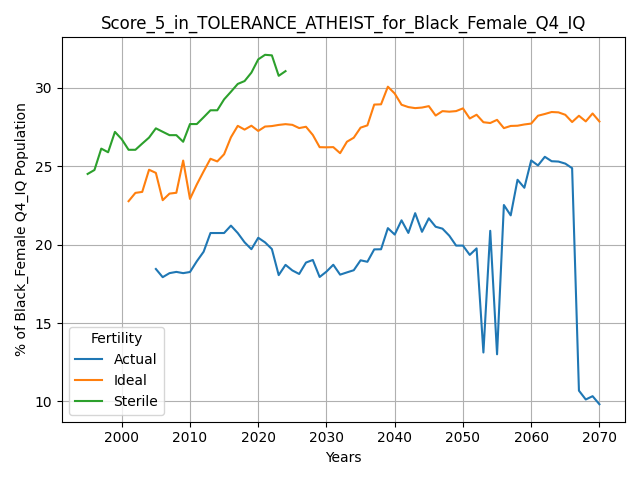 Score_5_in_TOLERANCE_ATHEIST_for_Black_Female_Q4_IQ
% of Black_Female Q4_IQ Population
30
25
20
15
10
Fertility
Actual
Ideal
Sterile
2000 2010 2020 2030 2040 2050 2060 2070
Years